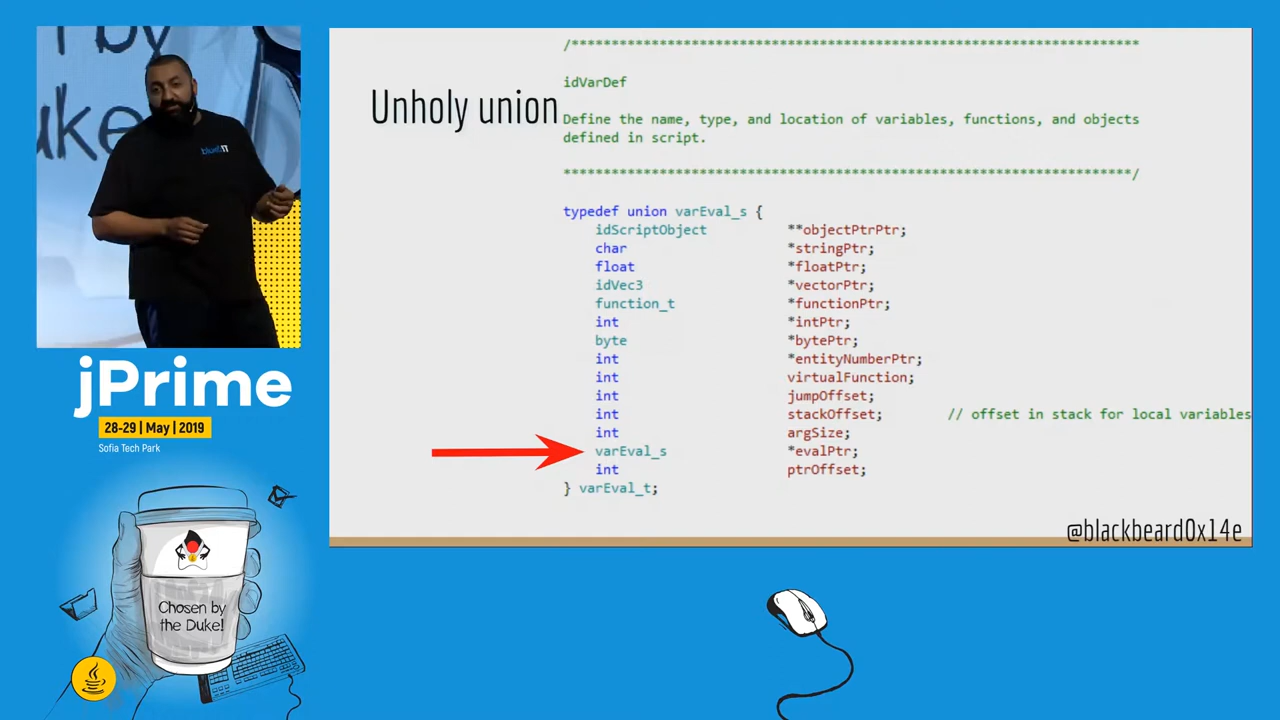 n by
uke
blueIT
jPrime
28-29 | May | 2019
Sofia Tech Park
Chosen by
the Duke!
Unholy union
/***********************************************************************
idVarDef
Define the name, type, and location of variables, functions, and objects
defined in script.
***********************************************************************/
typedef union varEval_s {
idScriptObject **objectPtrPtr;
char *stringPtr;
float *floatPtr;
idVec3 *vectorPtr;
function_t *functionPtr;
int *intPtr;
byte *bytePtr;
int *entityNumberPtr;
int virtualFunction;
int jumpOffset;
int stackOffset; // offset in stack for local variables
int argSize;
varEval_s *evalPtr;
int ptrOffset;
} varEval_t;
@blackbeard0x14e